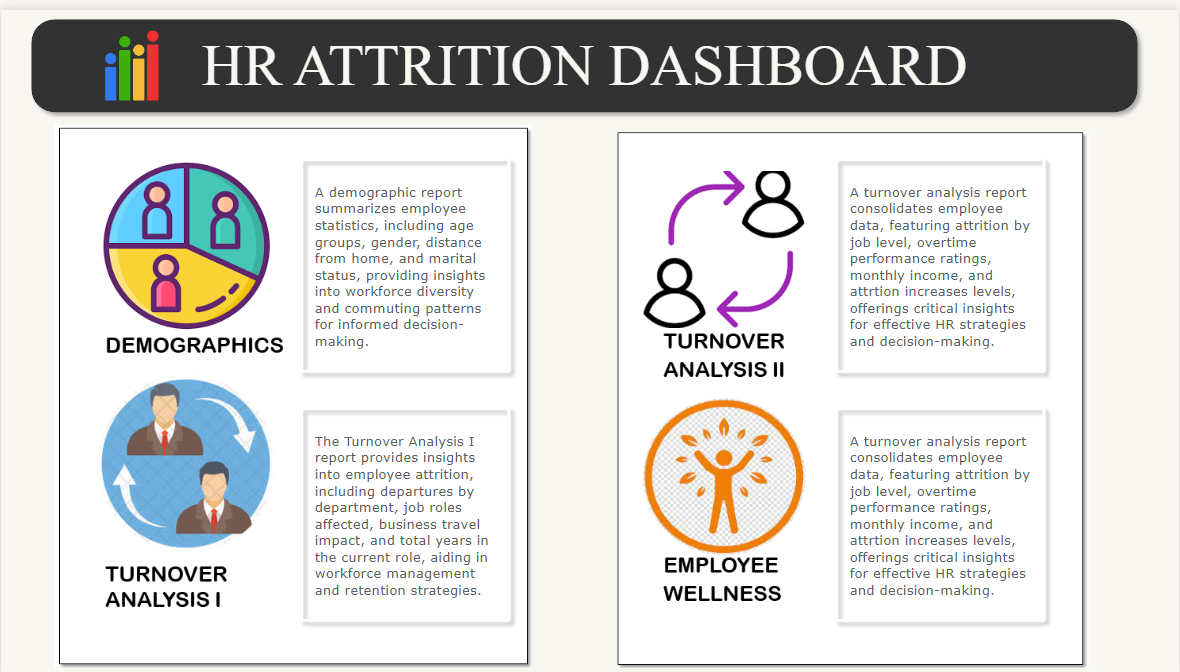 HR ATTRITION DASHBOARD
A demographic report
summarizes employee
statistics, including age
groups, gender, distance
from home, and marital
status, providing insights
into workforce diversity
and commuting patterns
for informed decision-
making.
DEMOGRAPHICS
The Turnover Analysis I
report provides insights
into employee attrition,
including departures by
department, job roles
affected, business travel
impact, and total years in
the current role, aiding in
workforce management
and retention strategies.
TURNOVER
ANALYSIS I
A turnover analysis report
consolidates employee
data, featuring attrition by
job level, overtime
performance ratings,
monthly income, and
attrtion increases levels,
offerings critical insights
for effective HR strategies
and decision-making.
TURNOVER
ANALYSIS II
A turnover analysis report
consolidates employee
data, featuring attrition by
job level, overtime
performance ratings,
monthly income, and
attrtion increases levels,
offerings critical insights
for effective HR strategies
and decision-making.
EMPLOYEE
WELLNESS